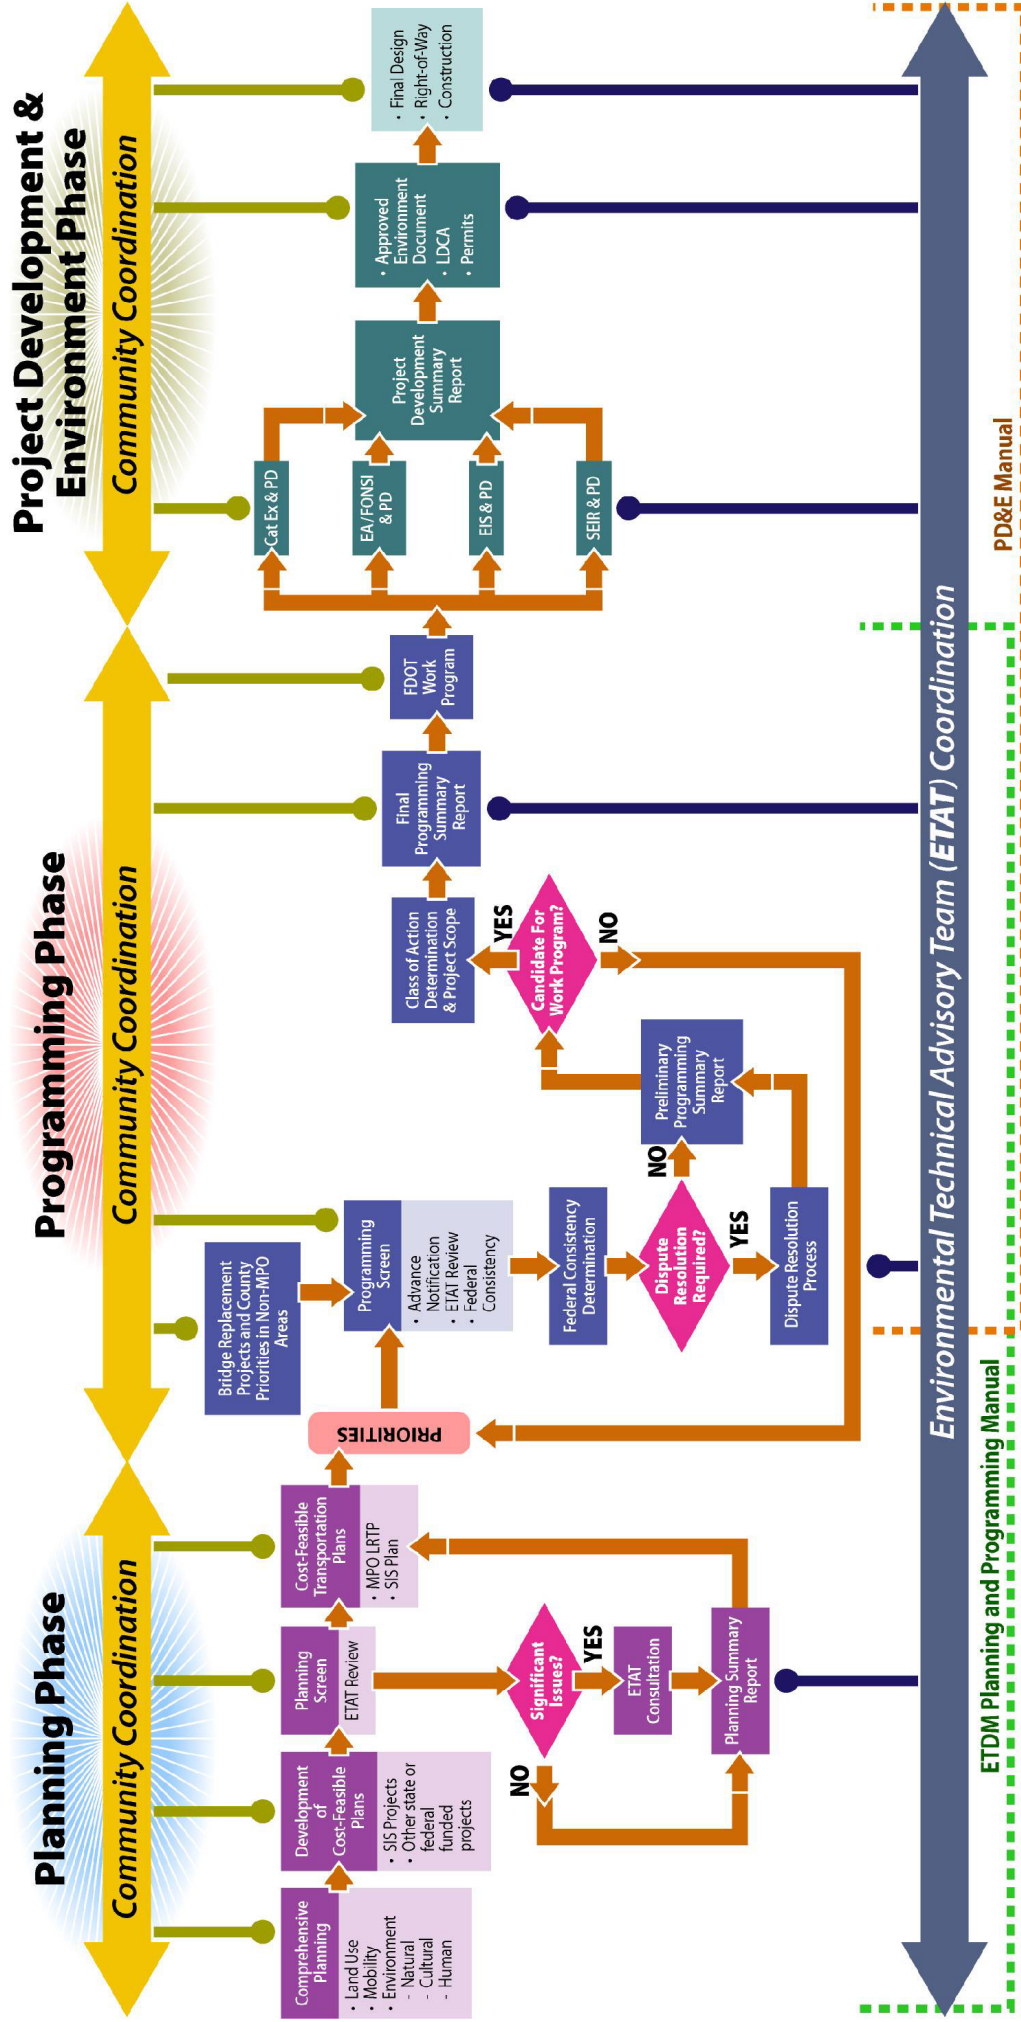 Planning Phase
Community Coordination
Comprehensive
Planning
• Land Use
• Mobility
• Environment
- Natural
- Cultural
- Human
Development
of
Cost-Feasible
Plans
• SIS Projects
• Other state or
federal
funded
projects
Planning
Screen
ETAT Review
Cost-Feasible
Transportation
Plans
• MPO LRTP
• SIS Plan
Significant
Issues?
NO
YES
ETAT
Consultation
Planning Summary
Report
PRIORITIES
Programming Phase
Community Coordination
Bridge Replacement
Projects and County
Priorities in Non-MPO
Areas
Programming
Screen
• Advance
Notification
• ETAT Review
• Federal
Consistency
Federal Consistency
Determination
Dispute
Resolution
Required?
NO
YES
Dispute Resolution
Process
Preliminary
Programming
Summary
Report
Candidate For
Work Program?
YES
NO
Class of Action
Determination
& Project Scope
Final
Programming
Summary
Report
FDOT
Work
Program
Project Development &
Environment Phase
Community Coordination
Cat Ex & PD
EA/FONSI
& PD
EIS & PD
SEIR & PD
Project
Development
Summary
Report
• Approved
Environment
Document
• LDCA
• Permits
• Final Design
• Right-of-Way
• Construction
Environmental Technical Advisory Team (ETAT) Coordination
ETDM Planning and Programming Manual
PD&E Manual